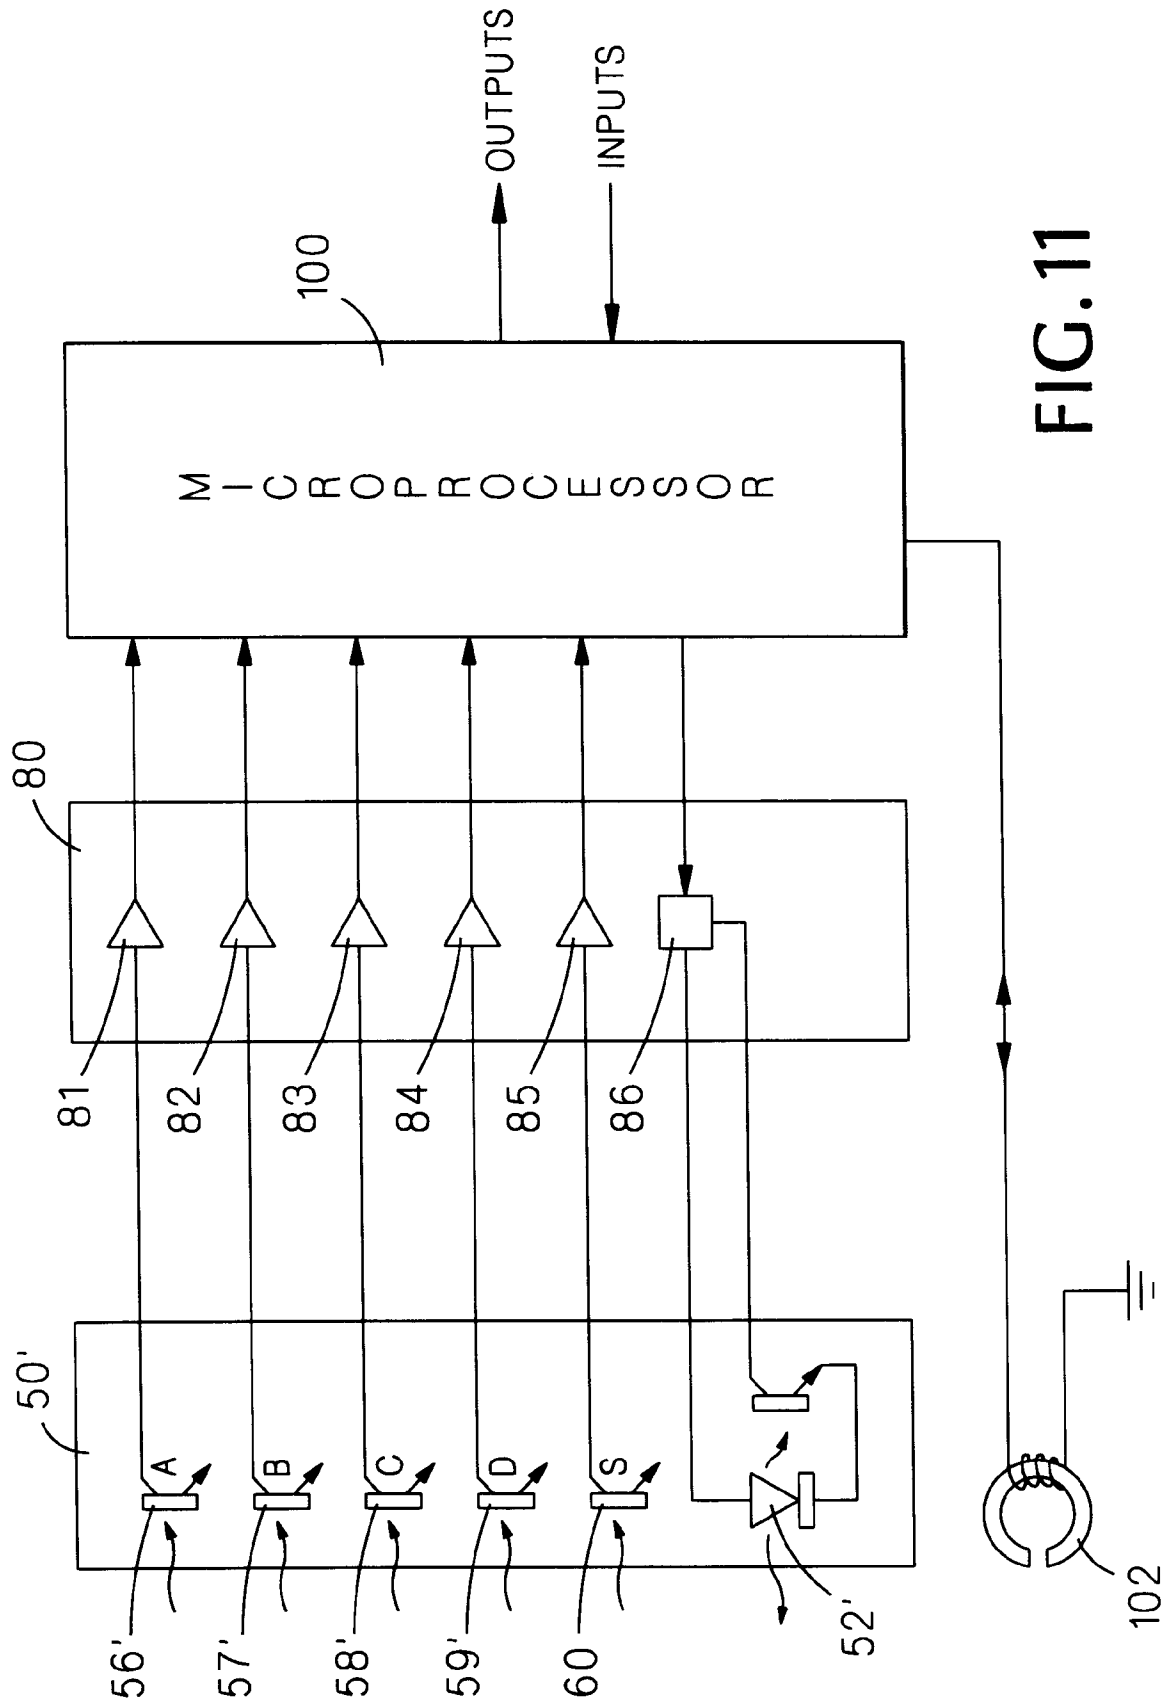 56'
57'
58'
59'
60
52'
50'
A
B
C
D
S
81
82
83
84
85
86
80
MICROPROCESSOR
100
OUTPUTS
INPUTS
102
FIG.11